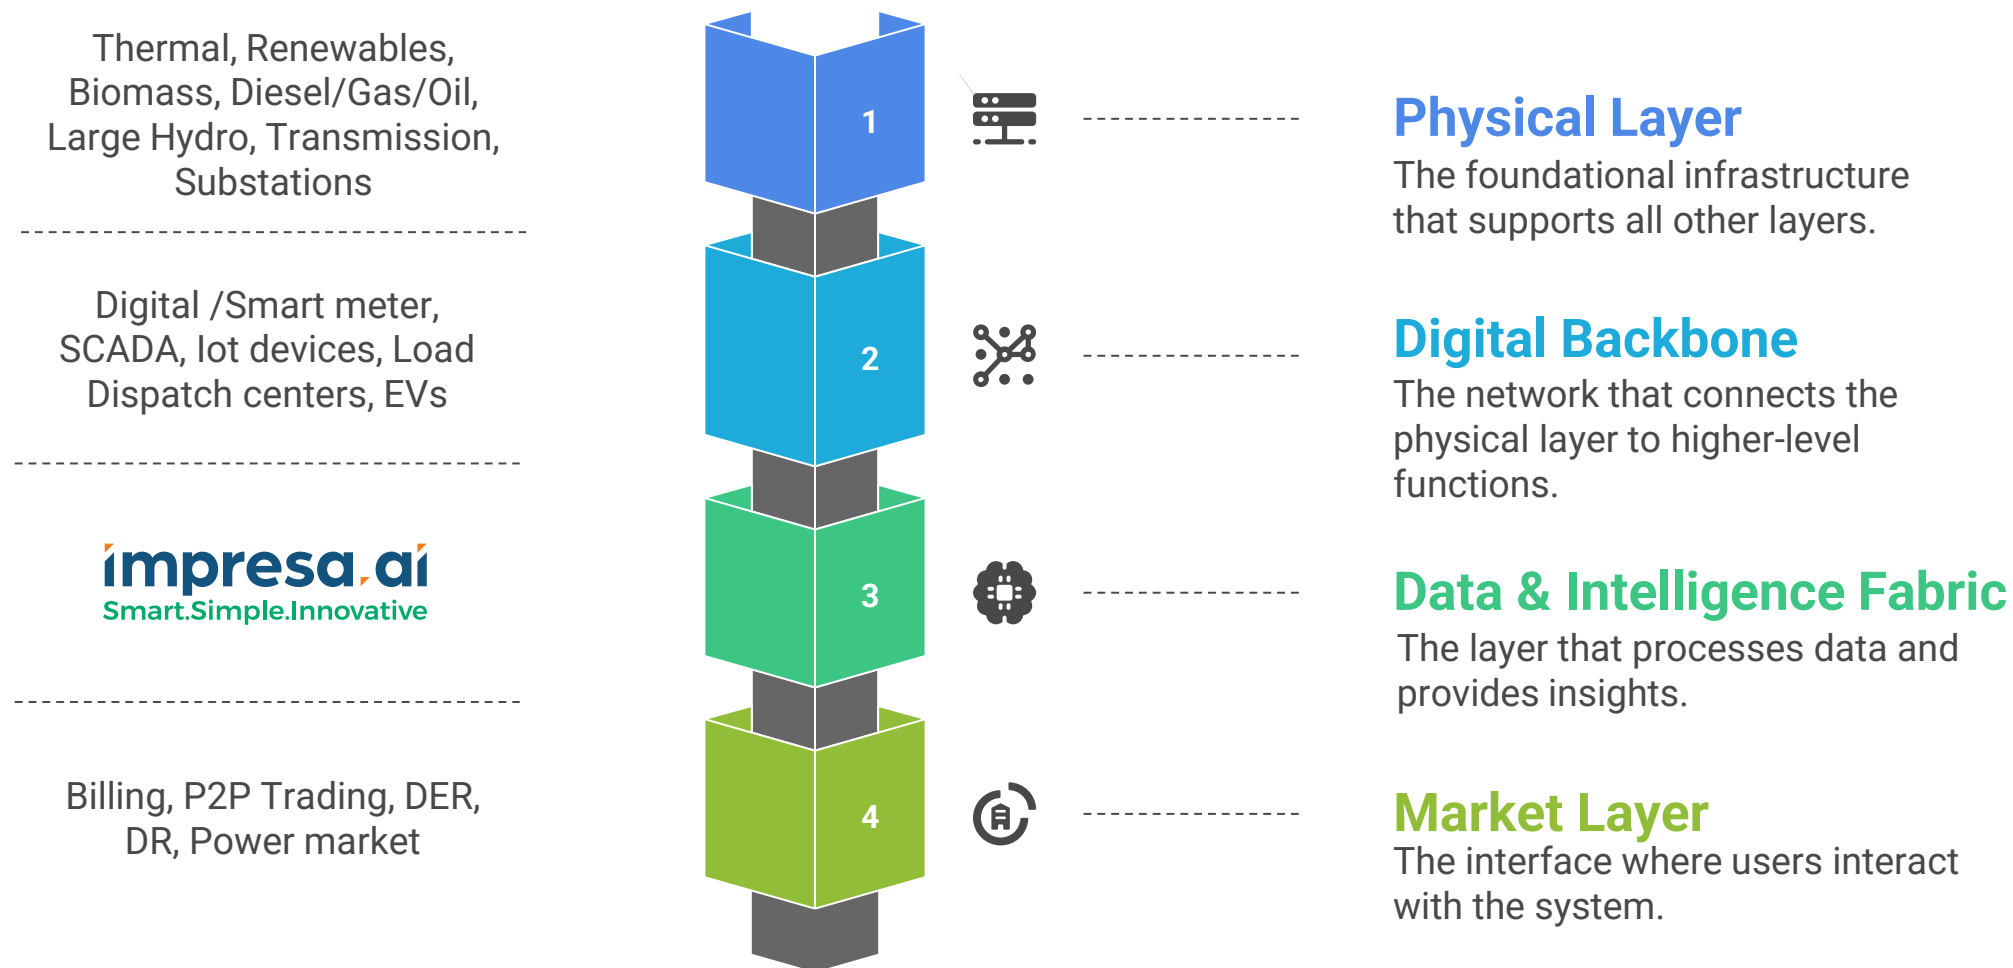 Thermal, Renewables,
Biomass, Diesel/Gas/Oil,
Large Hydro, Transmission,
Substations
1
Physical Layer
The foundational infrastructure
that supports all other layers.
Digital /Smart meter,
SCADA, Iot devices, Load
Dispatch centers, EVs
2
Digital Backbone
The network that connects the
physical layer to higher-level
functions.
impresa.ai
Smart.Simple.Innovative
3
Data & Intelligence Fabric
The layer that processes data and
provides insights.
Billing, P2P Trading, DER,
DR, Power market
4
Market Layer
The interface where users interact
with the system.